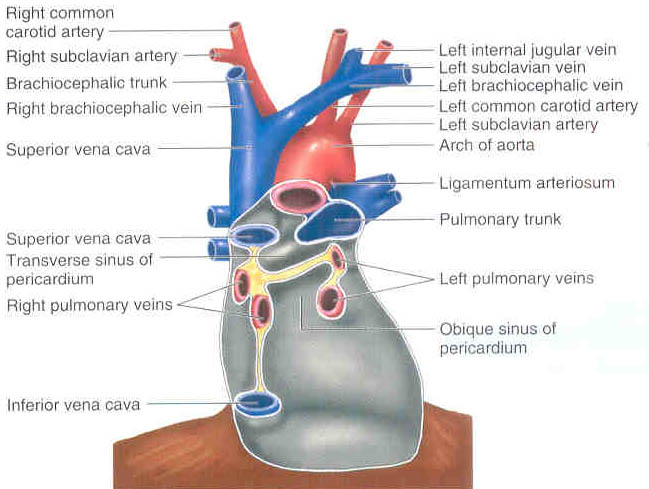 Right common
carotid artery
Right subclavian artery
Brachiocephalic trunk
Right brachiocephalic vein
Superior vena cava
Superior vena cava
Transverse sinus of
pericardium
Right pulmonary veins
Inferior vena cava
Left internal jugular vein
Left subclavian vein
Left brachiocephalic vein
Left common carotid artery
Left subclavian artery
Arch of aorta
Ligamentum arteriosum
Pulmonary trunk
Left pulmonary veins
Obique sinus of
pericardium